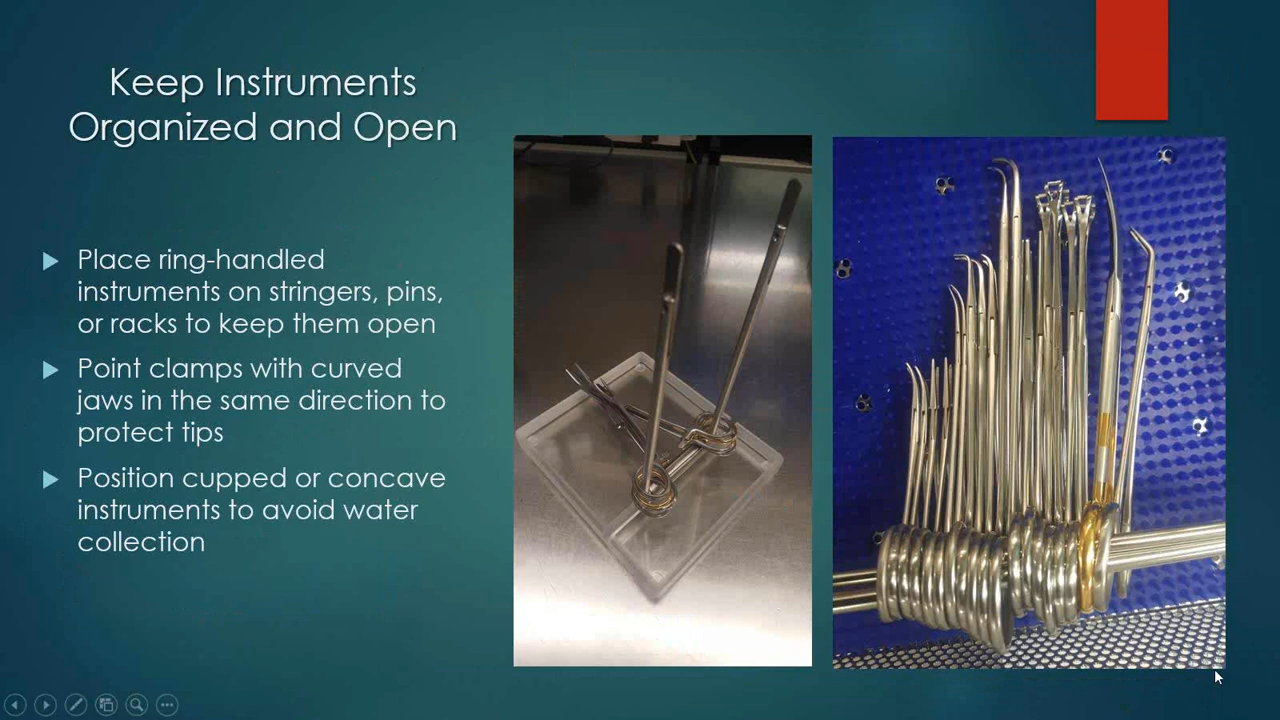 Keep Instruments
Organized and Open
Place ring-handled
instruments on stringers, pins,
or racks to keep them open
Point clamps with curved
jaws in the same direction to
protect tips
Position cupped or concave
instruments to avoid water
collection